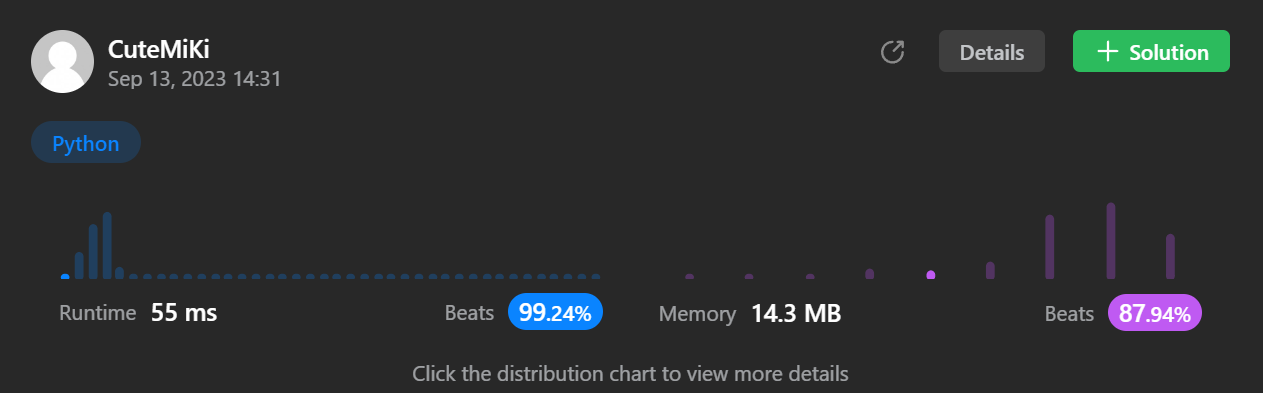 CuteMiKi
Sep 13, 2023 14:31
Details
Solution
Python
Runtime 55 ms Beats 99.24% Memory 14.3 MB Beats 87.94%
Click the distribution chart to view more details